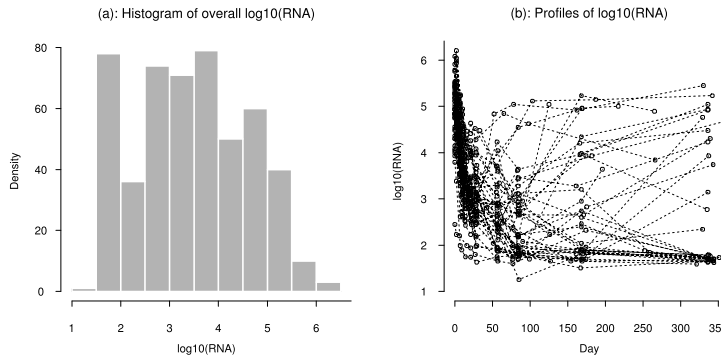 (a): Histogram of overall log10(RNA)
80
60
40
20
0
Density
1 2 3 4 5 6
log10(RNA)
(b): Profiles of log10(RNA)
6
5
4
3
2
1
log10(RNA)
0 50 100 150 200 250 300 35
Day